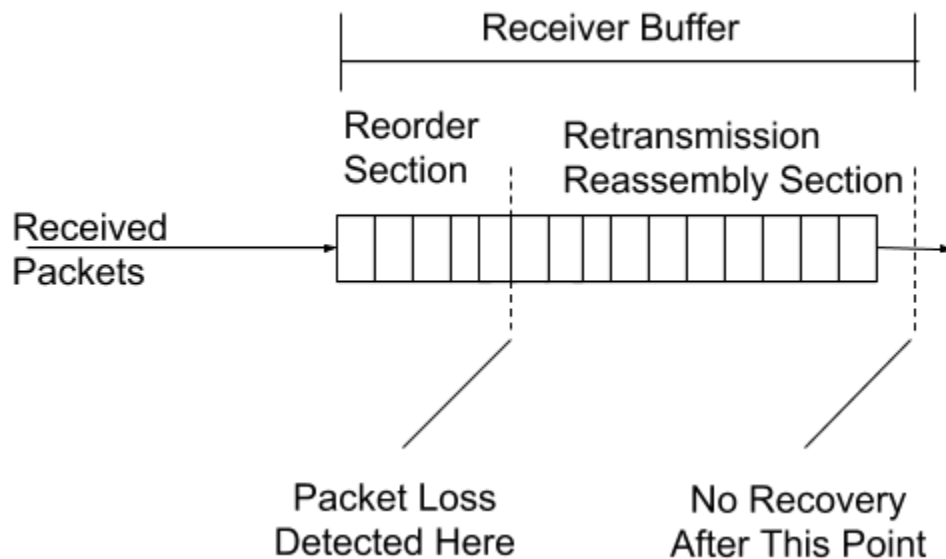 Receiver Buffer
Reorder
Section
Retransmission
Reassembly Section
Received
Packets
Packet Loss
Detected Here
No Recovery
After This Point